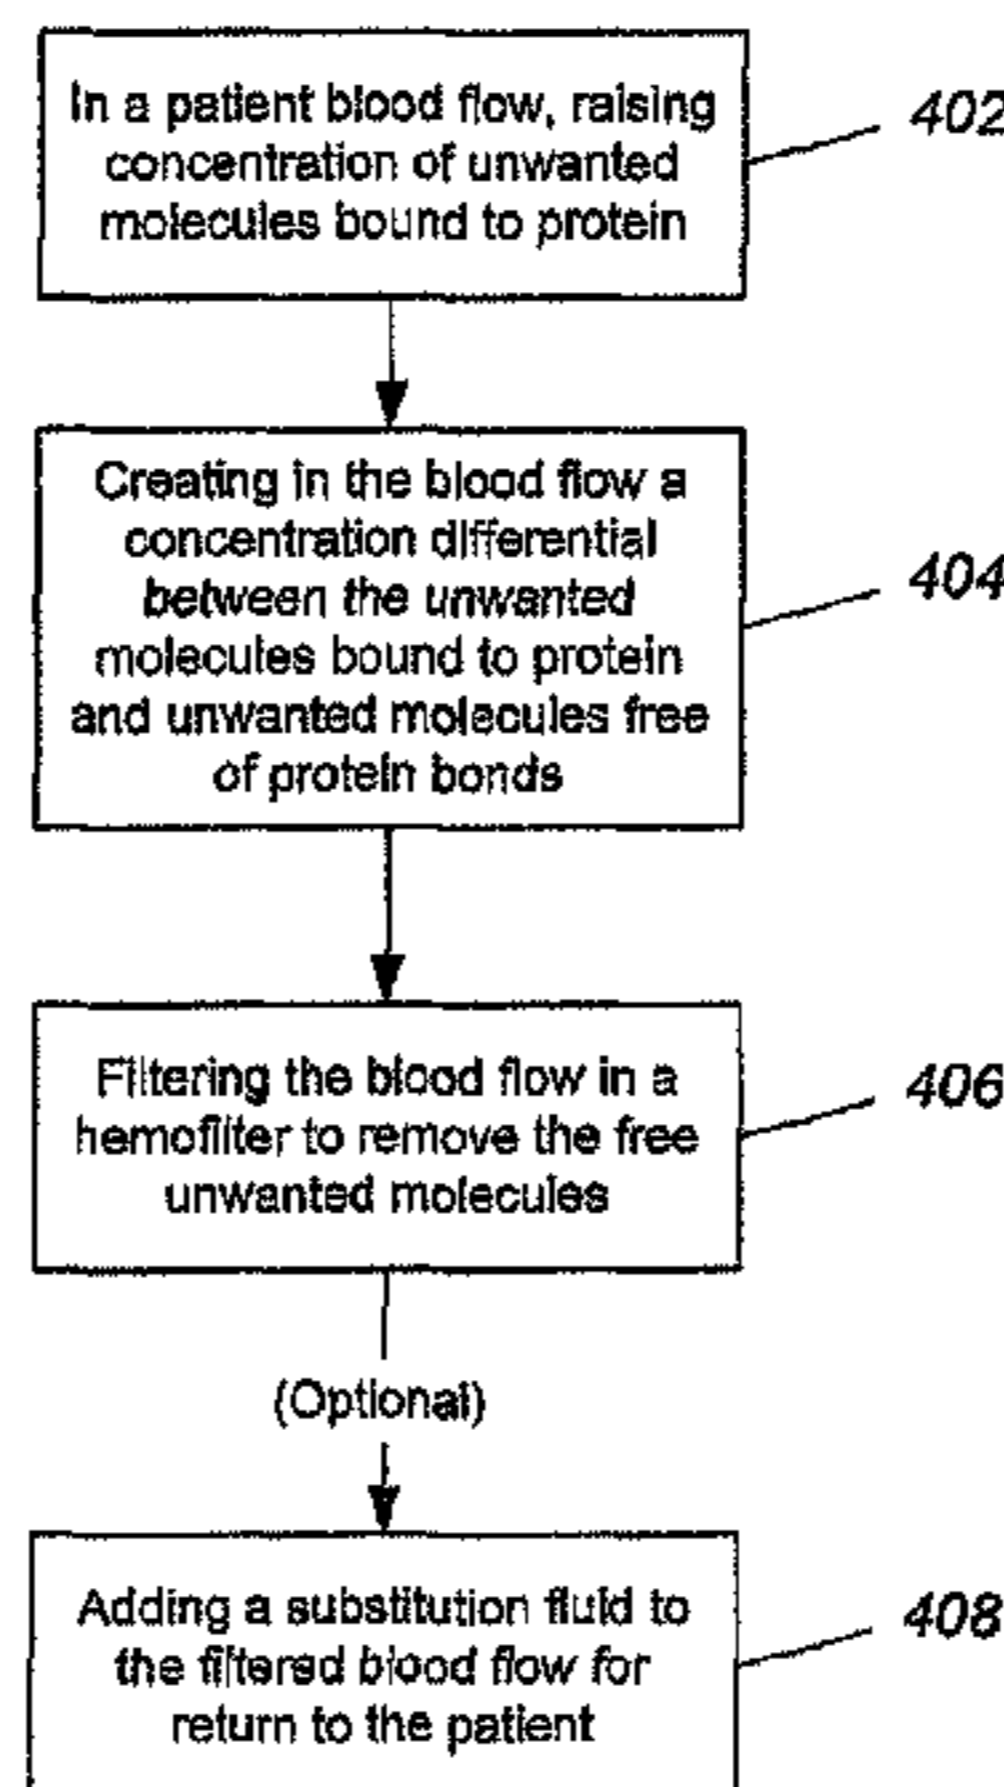 In a patient blood flow, raising
concentration of unwanted
molecules bound to protein
402
Creating in the blood flow a
concentration differential
between the unwanted
molecules bound to protein
and unwanted molecules free
of protein bonds
404
Filtering the blood flow in a
hemofilter to remove the free
unwanted molecules
406
(Optional)
Adding a substitution fluid to
the filtered blood flow for
return to the patient
408